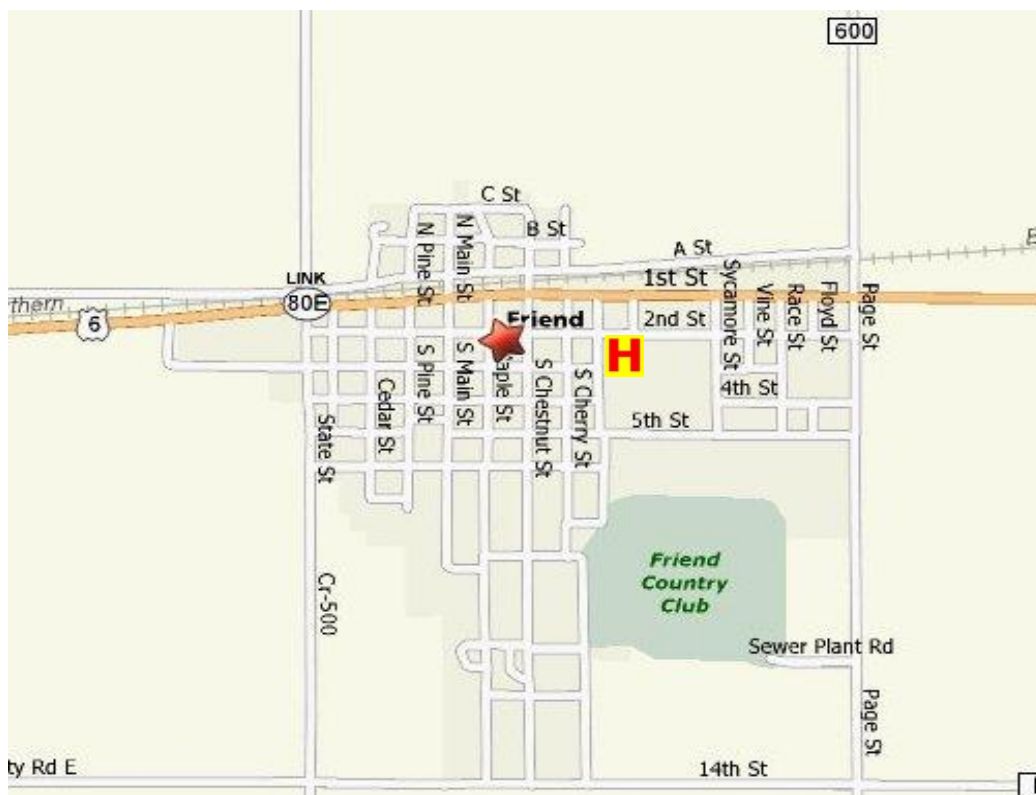 600
C St
N Pine St
N Main St
B St
A St
LINK
80E
1st St
6
Friend
2nd St
Sycamore St
Vine St
Race St
Floyd St
Page St
H
S Pine St
S Main St
S Chestnut St
S Cherry St
4th St
Cedar St
5th St
State St
Friend
Country
Club
Cr-500
Sewer Plant Rd
Page St
Rd E
14th St